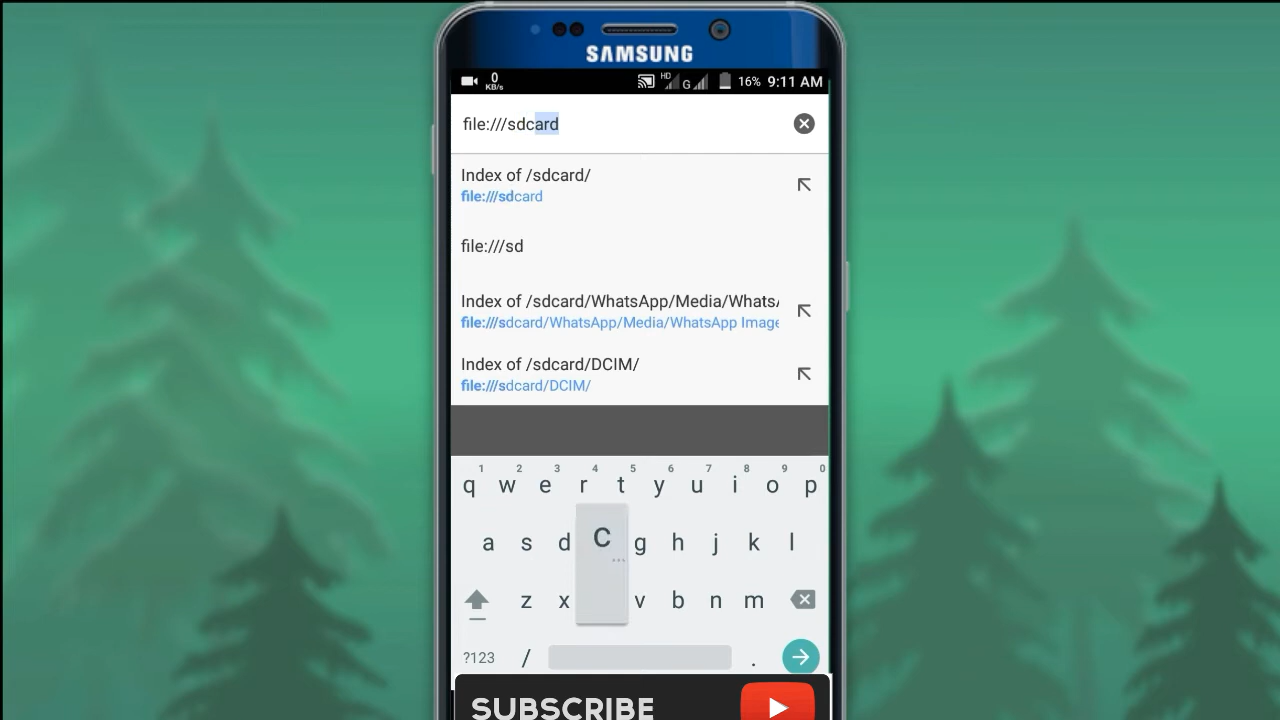 SAMSUNG
0 KB/s HD G 16% 9:11 AM
file:///sdcard
Index of /sdcard/
file:///sdcard
file:///sd
Index of /sdcard/WhatsApp/Media/Whats
file:///sdcard/WhatsApp/Media/WhatsApp Image
Index of /sdcard/DCIM/
file:///sdcard/DCIM/
1 2 3 4 5 6 7 8 9 0
q w e r t y u i o p
a s d C g h j k l
z x v b n m
?123 / .
SUBSCRIBE